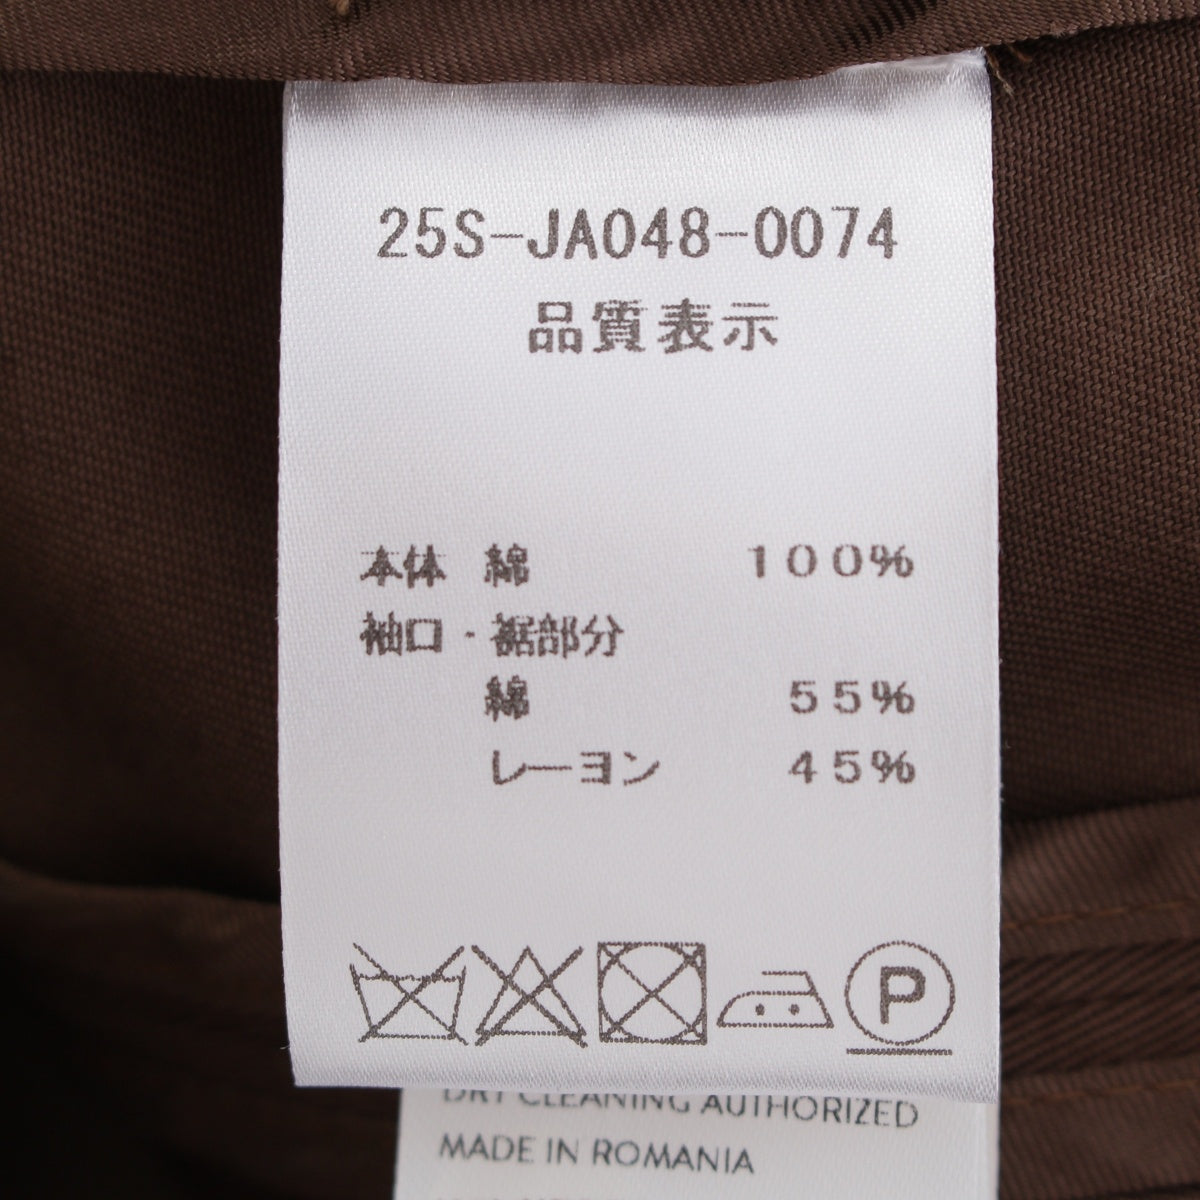 25S-JA048-0074
品質表示
本体 綿 100%
袖口・裾部分
綿 55%
レーヨン 45%
P
DRY CLEANING AUTHORIZED
MADE IN ROMANIA